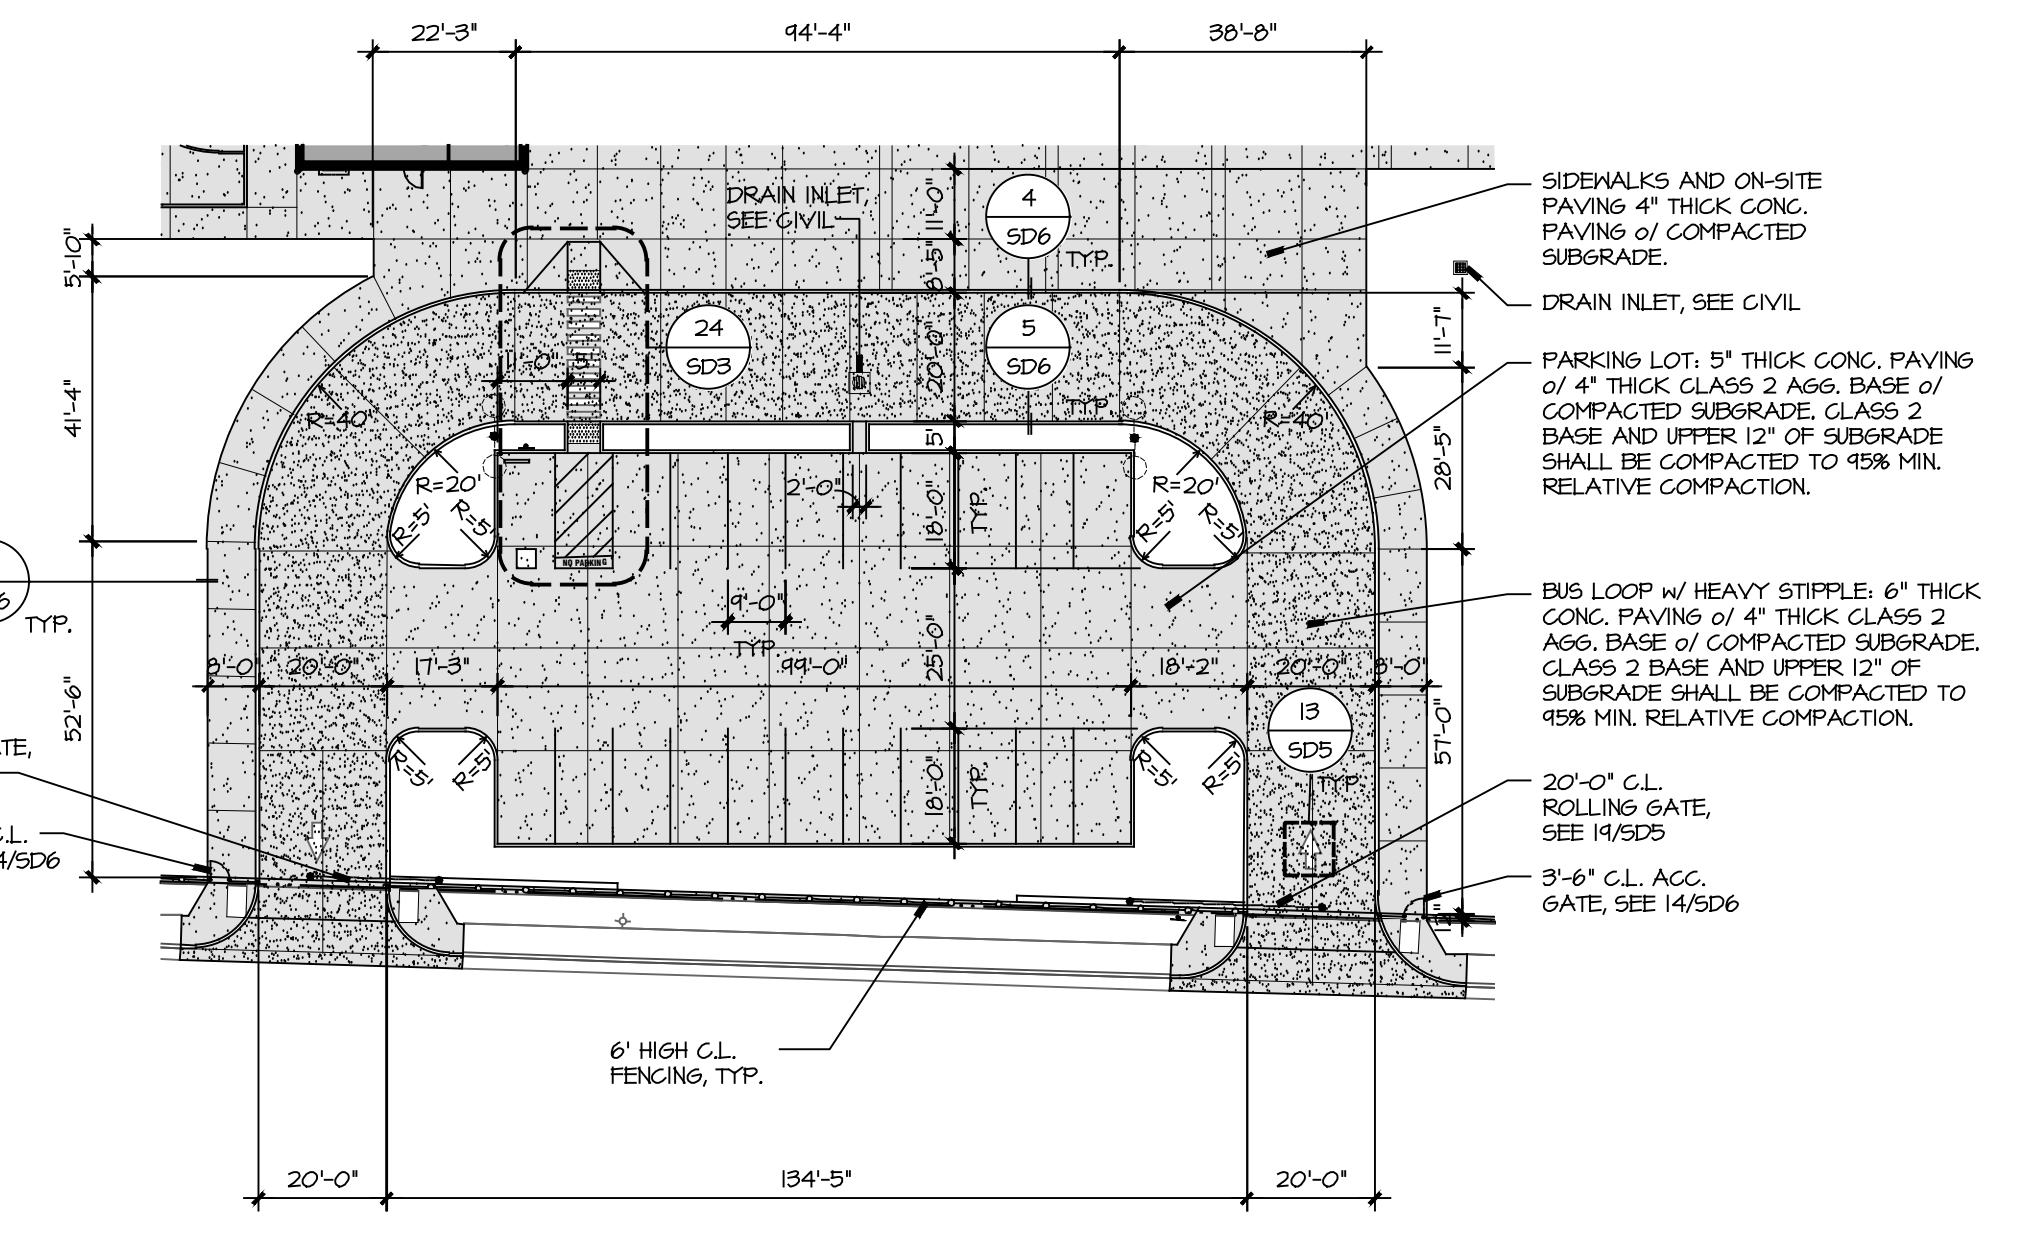 22'-3"
94'-4"
38'-8"
DRAIN INLET,
SEE CIVIL
11'-0"
4
SD6
TYP.
SIDEWALKS AND ON-SITE
PAVING 4" THICK CONC.
PAVING o/ COMPACTED
SUBGRADE.
5'-10"
8'-5"
DRAIN INLET, SEE CIVIL
24
SD3
5
SD6
TYP.
20'-0"
11'-7"
PARKING LOT: 5" THICK CONC. PAVING
o/ 4" THICK CLASS 2 AGG. BASE o/
COMPACTED SUBGRADE. CLASS 2
BASE AND UPPER 12" OF SUBGRADE
SHALL BE COMPACTED TO 95% MIN.
RELATIVE COMPACTION.
11'-0"
5'
41'-4"
R=40'
R=40'
5'
28'-5"
R=20'
R=5'
R=5'
2'-0"
18'-0"
TYP.
R=20'
R=5'
R=5'
NO PARKING
BUS LOOP w/ HEAVY STIPPLE: 6" THICK
CONC. PAVING o/ 4" THICK CLASS 2
AGG. BASE o/ COMPACTED SUBGRADE.
CLASS 2 BASE AND UPPER 12" OF
SUBGRADE SHALL BE COMPACTED TO
95% MIN. RELATIVE COMPACTION.
6
TYP.
9'-0"
TYP.
25'-0"
8'-0"
20'-0"
17'-3"
99'-0"
18'-2"
20'-0"
8'-0"
52'-6"
13
SD5
TYP.
57'-0"
TE,
R=5'
R=5'
18'-0"
TYP.
R=5'
R=5'
20'-0" C.L.
ROLLING GATE,
SEE 19/SD5
C.L.
4/SD6
3'-6" C.L. ACC.
GATE, SEE 14/SD6
6' HIGH C.L.
FENCING, TYP.
20'-0"
134'-5"
20'-0"